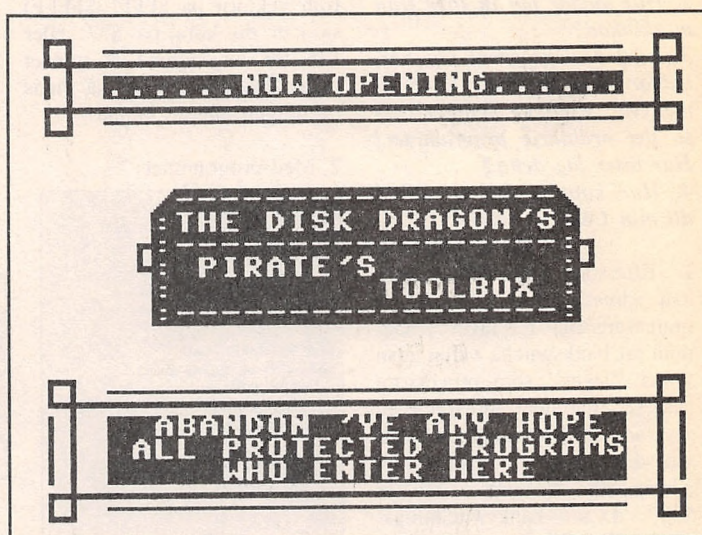 ......NOW OPENING......
THE DISK DRAGON'S
PIRATE'S
TOOLBOX
ABANDON 'YE ANY HOPE
ALL PROTECTED PROGRAMS
WHO ENTER HERE